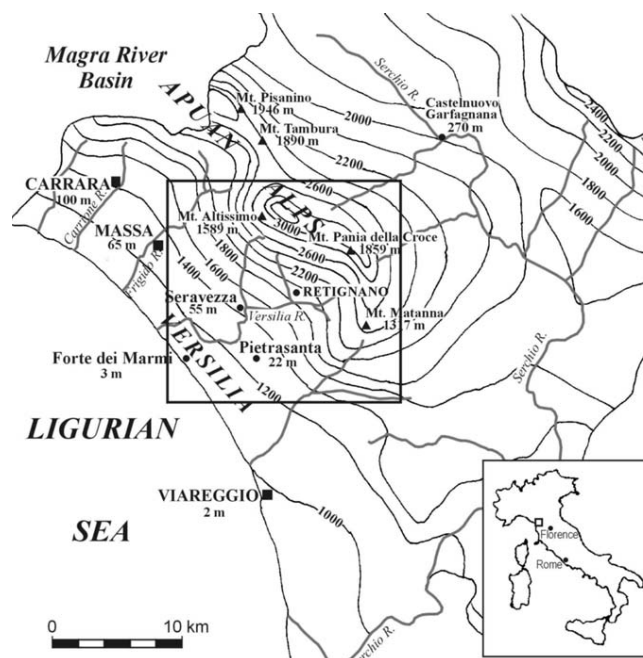 Magra River
Basin
APUAN
ALPS
Mt. Pisanino
1946 m
Mt. Tambura
1890 m
Serchio R.
Castelnuovo
Garfagnana
270 m
2000
2200
2600
2400
2200
2000
1800
1600
CARRARA
100 m
Carrione R.
MASSA
65 m
Frigido R.
Mt. Altissimo
1589 m
3000
2600
2200
1800
1600
1400
Mt. Pania della Croce
1859 m
RETIGNANO
Seravezza
55 m
Versilia R.
Mt. Matanna
1317 m
VERSILIA
Pietrasanta
22 m
Forte dei Marmi
3 m
1200
Serchio R.
LIGURIAN
SEA
VIAREGGIO
2 m
1000
Serchio R.
Florence
Rome
0
10 km